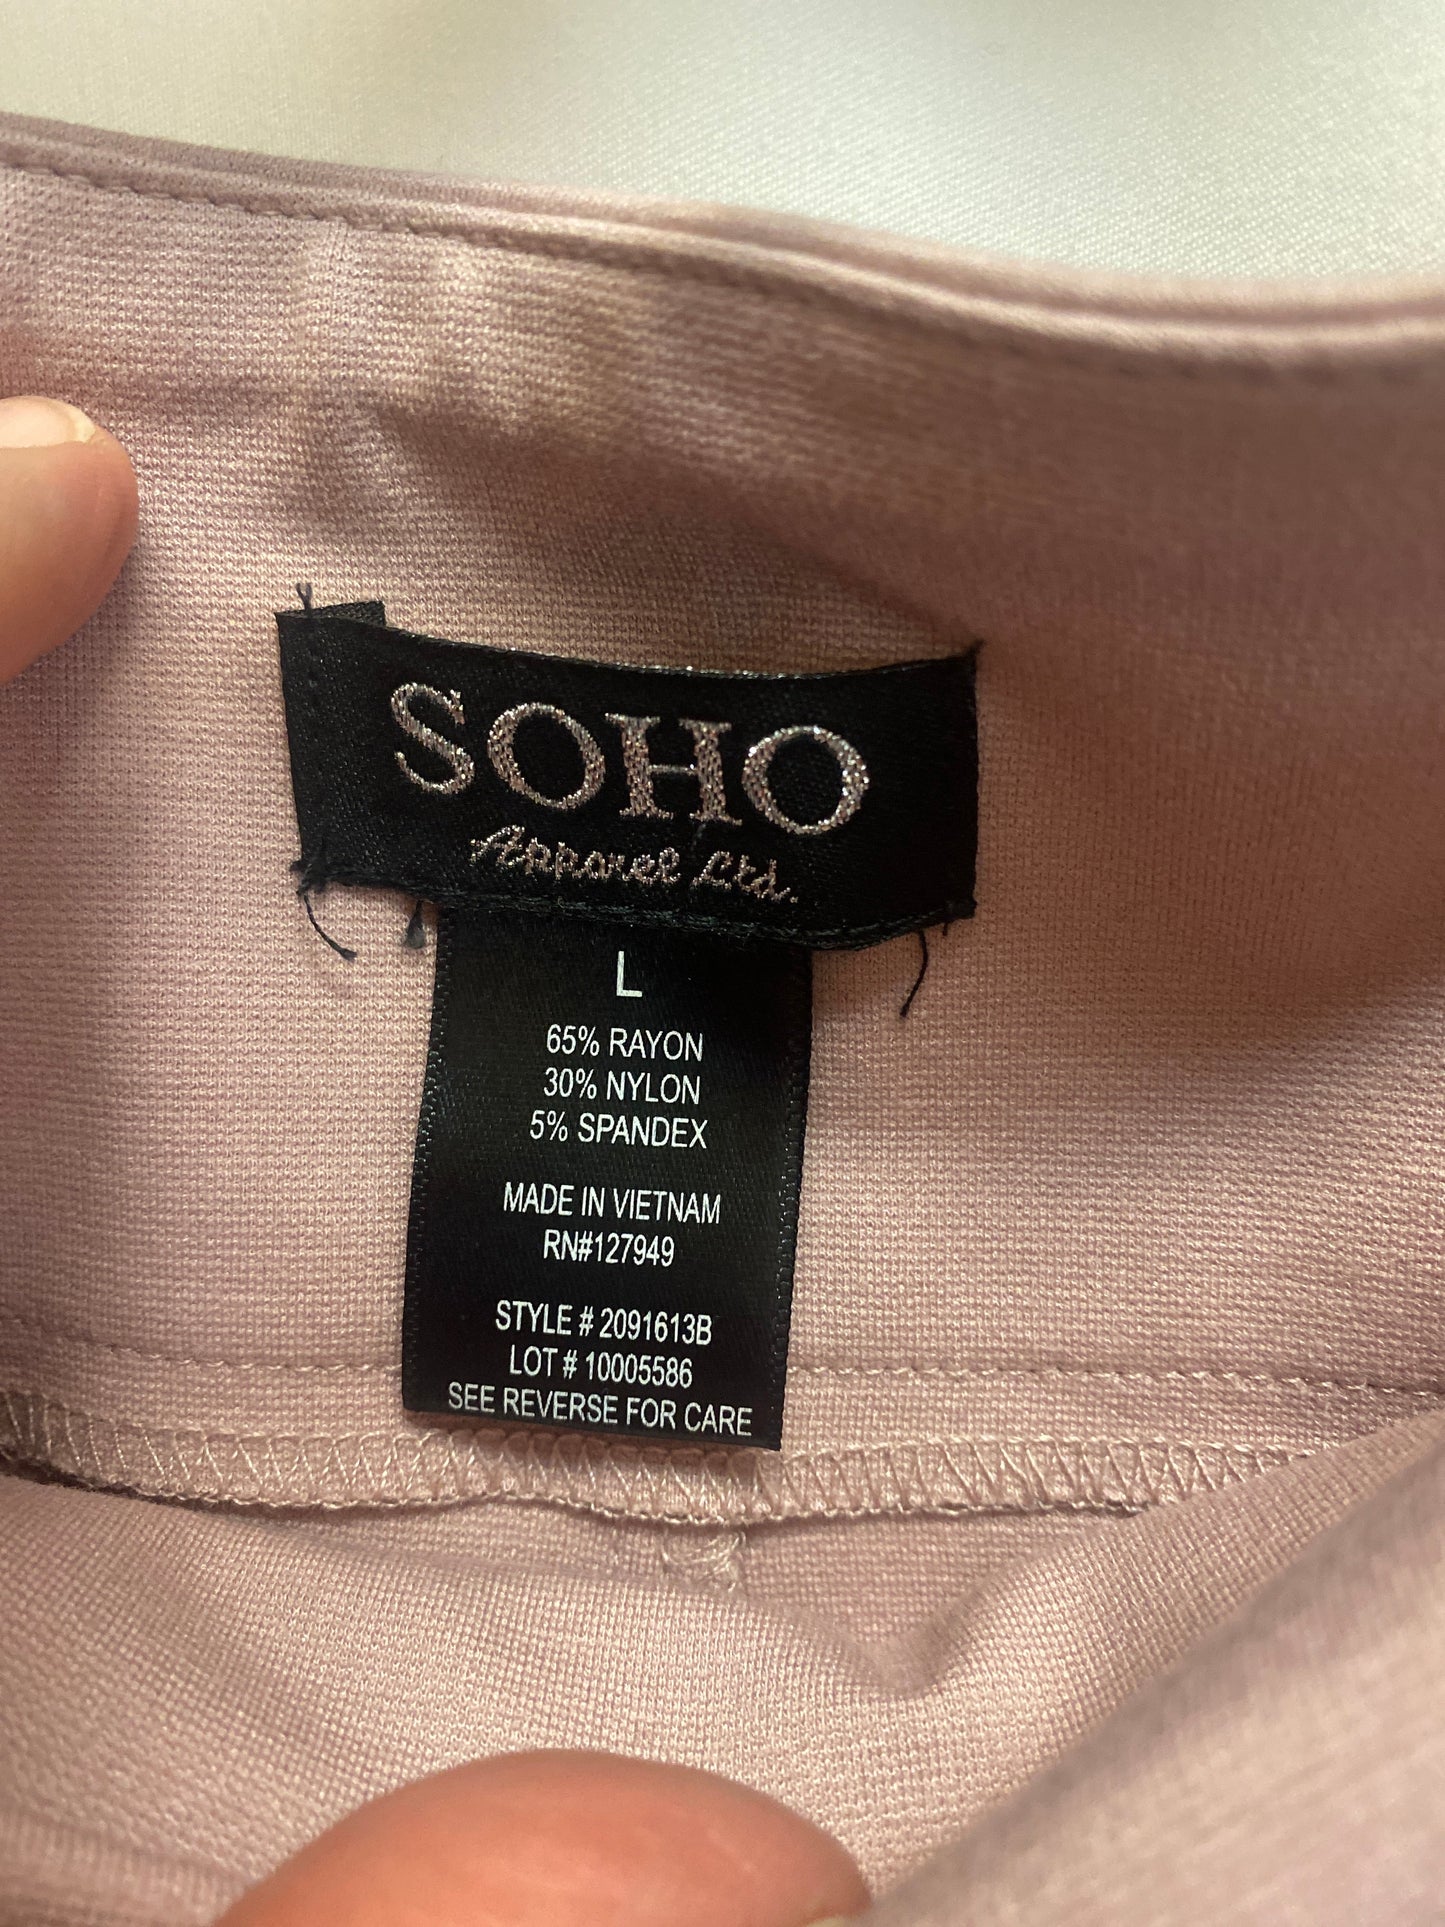 SOHO
Apparel Ltd.
L
65% RAYON
30% NYLON
5% SPANDEX
MADE IN VIETNAM
RN#127949
STYLE # 2091613B
LOT # 10005586
SEE REVERSE FOR CARE